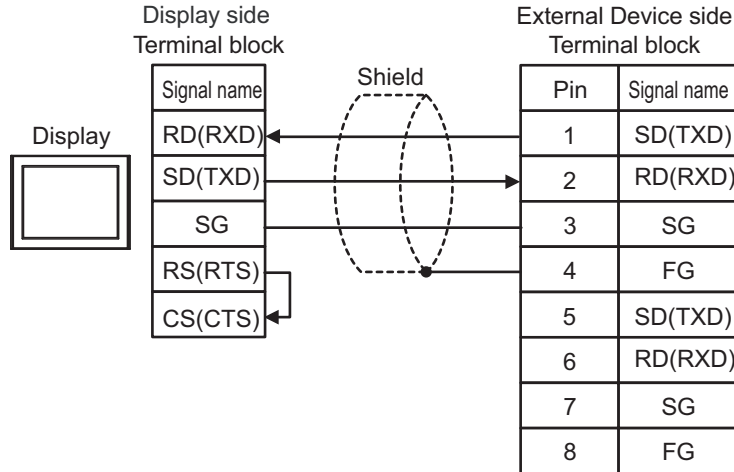 Display side
Terminal block
External Device side
Terminal block
Display
Shield
Signal name
RD(RXD)
SD(TXD)
SG
RS(RTS)
CS(CTS)
Pin Signal name
1 SD(TXD)
2 RD(RXD)
3 SG
4 FG
5 SD(TXD)
6 RD(RXD)
7 SG
8 FG